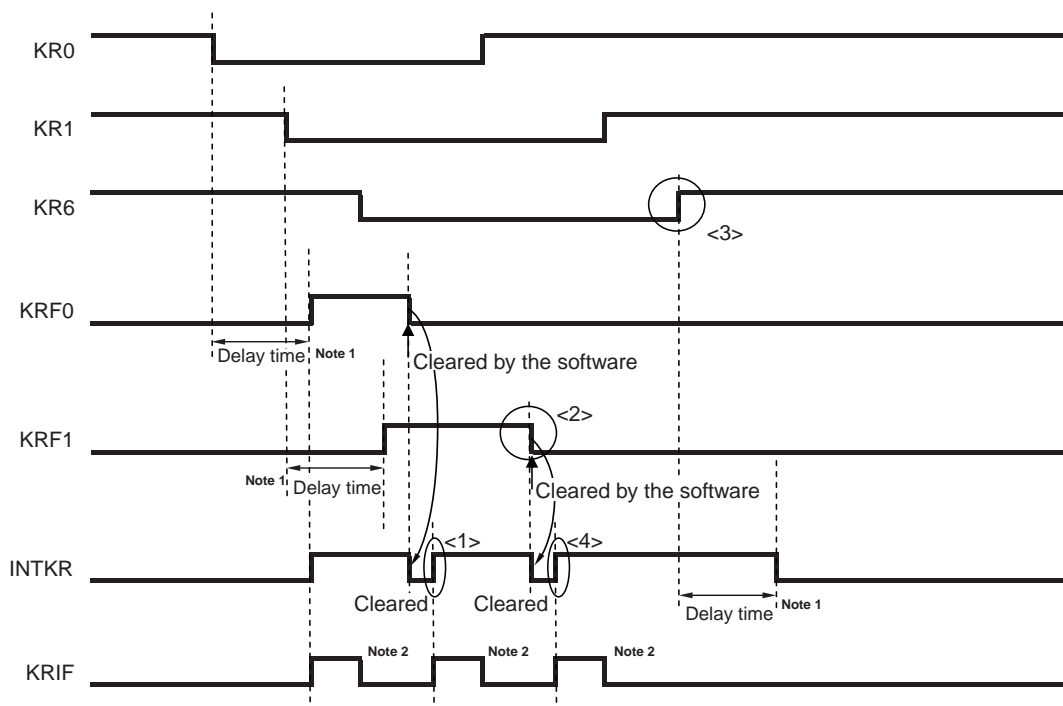 KR0
KR1
KR6
<3>
KRF0
Delay time Note 1
Cleared by the software
<2>
KRF1
Note 1 Delay time
Cleared by the software
<1>
<4>
INTKR
Cleared
Cleared
Delay time Note 1
Note 2
Note 2
Note 2
KRIF